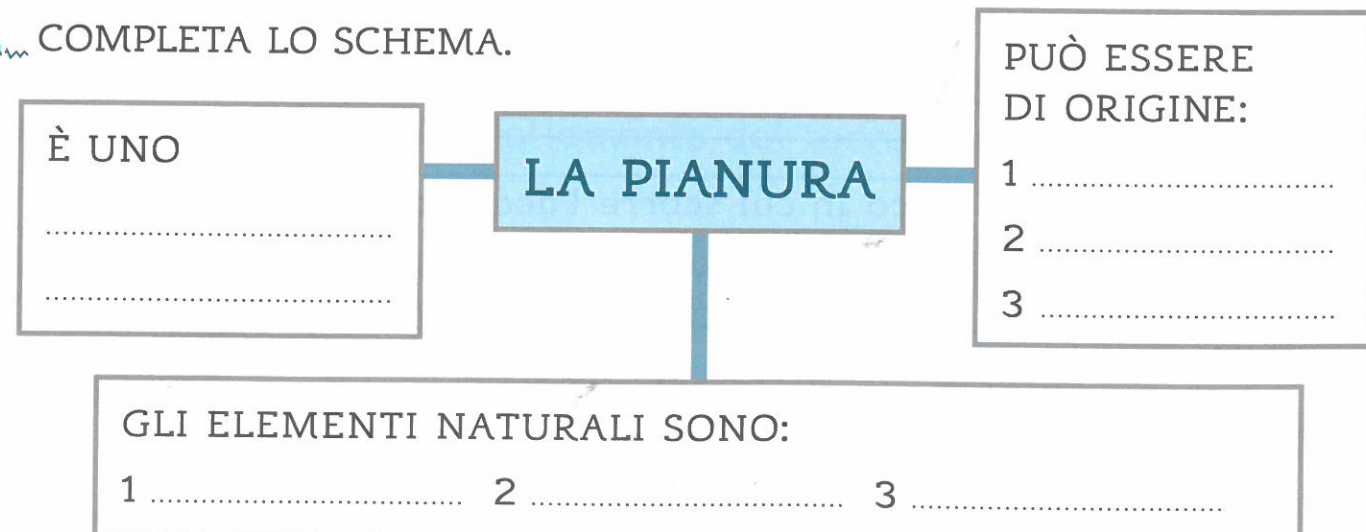 COMPLETA LO SCHEMA.
È UNO
..................................
..................................
LA PIANURA
PUÒ ESSERE
DI ORIGINE:
1 ..................................
2 ..................................
3 ..................................
GLI ELEMENTI NATURALI SONO:
1 .................................. 2 .................................. 3 ..................................